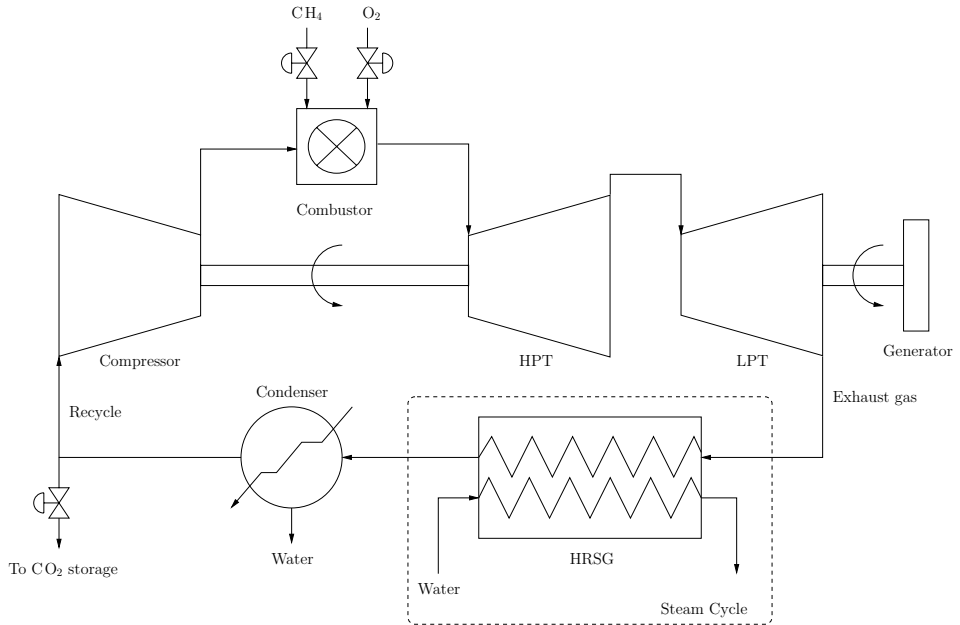 CH₄
O₂
Combustor
Compressor
HPT
LPT
Generator
Condenser
Exhaust gas
Recycle
Water
HRSG
To CO₂ storage
Water
Steam Cycle